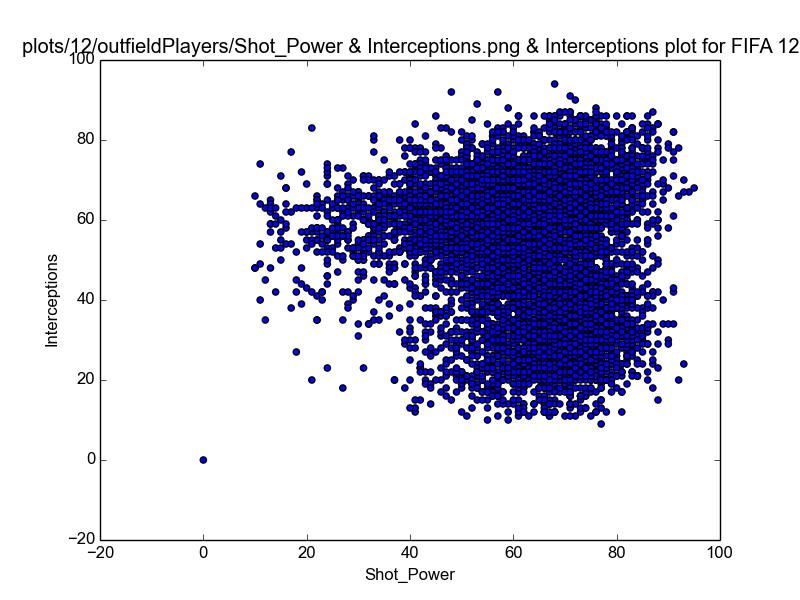 plots/12/outfieldPlayers/Shot_Power & Interceptions.png & Interceptions plot for FIFA 12
100
80
60
40
20
0
−20
−20 0 20 40 60 80 100
Interceptions
Shot_Power